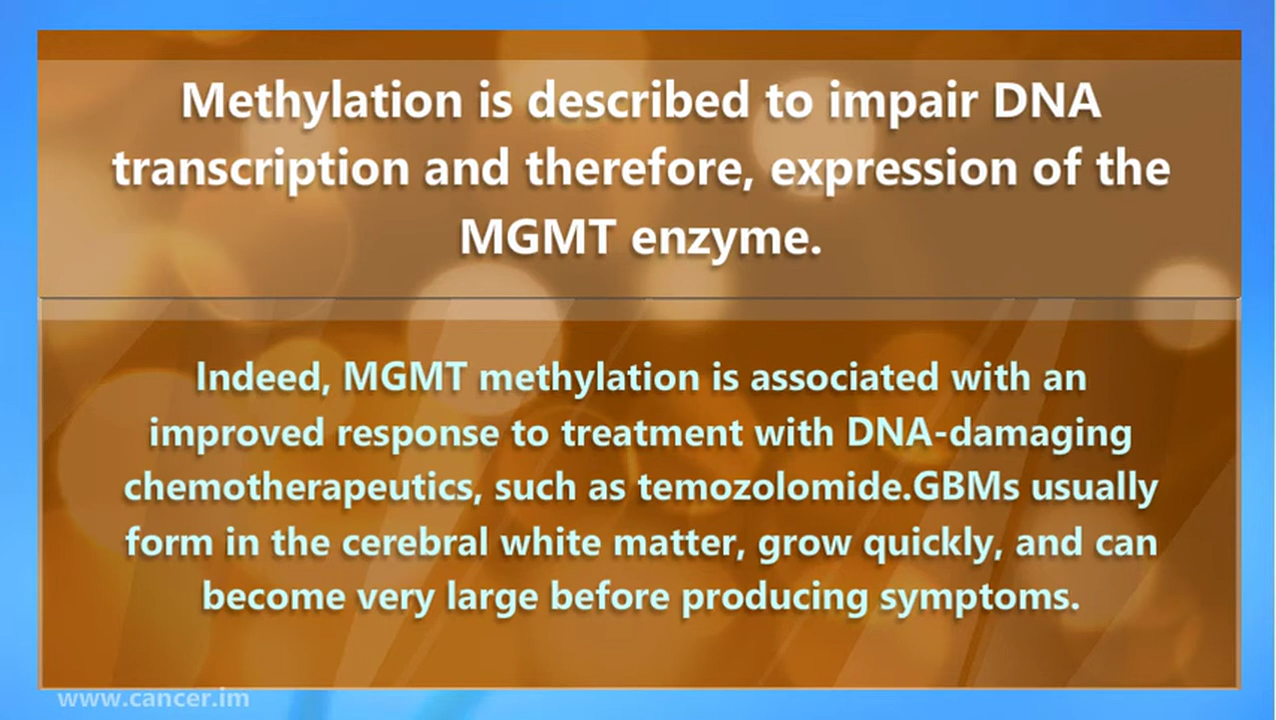 Methylation is described to impair DNA
transcription and therefore, expression of the
MGMT enzyme.
Indeed, MGMT methylation is associated with an
improved response to treatment with DNA-damaging
chemotherapeutics, such as temozolomide.GBMs usually
form in the cerebral white matter, grow quickly, and can
become very large before producing symptoms.
www.cancer.im